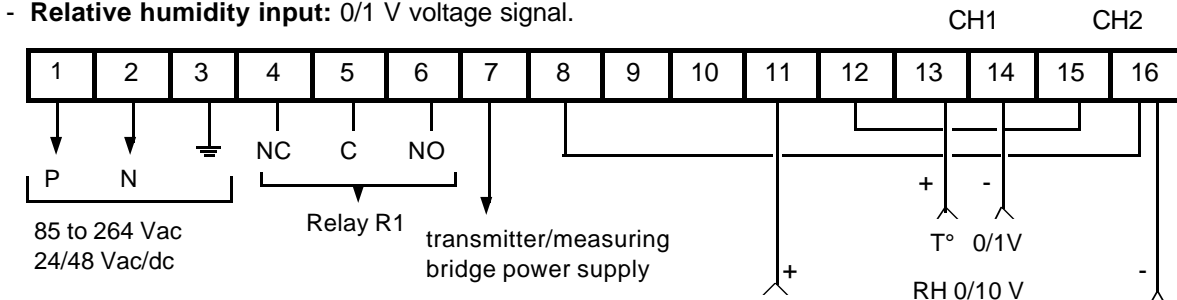 - Relative humidity input: 0/1 V voltage signal.
CH1 CH2
1 2 3 4 5 6 7 8 9 10 11 12 13 14 15 16
NC C NO
P N
+ -
Relay R1
85 to 264 Vac
24/48 Vac/dc
transmitter/measuring
bridge power supply
T° 0/1V
+ -
RH 0/10 V